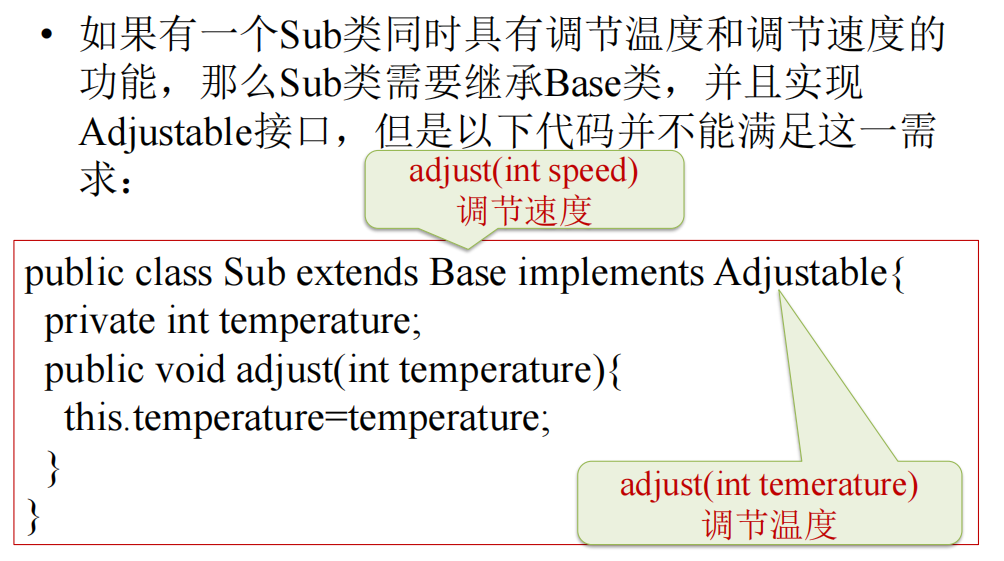 • 如果有一个Sub类同时具有调节温度和调节速度的
功能，那么Sub类需要继承Base类，并且实现
Adjustable接口，但是以下代码并不能满足这一需
求：
adjust(int speed)
调节速度
public class Sub extends Base implements Adjustable{
private int temperature;
public void adjust(int temperature){
this.temperature=temperature;
}
}
adjust(int temerature)
调节温度